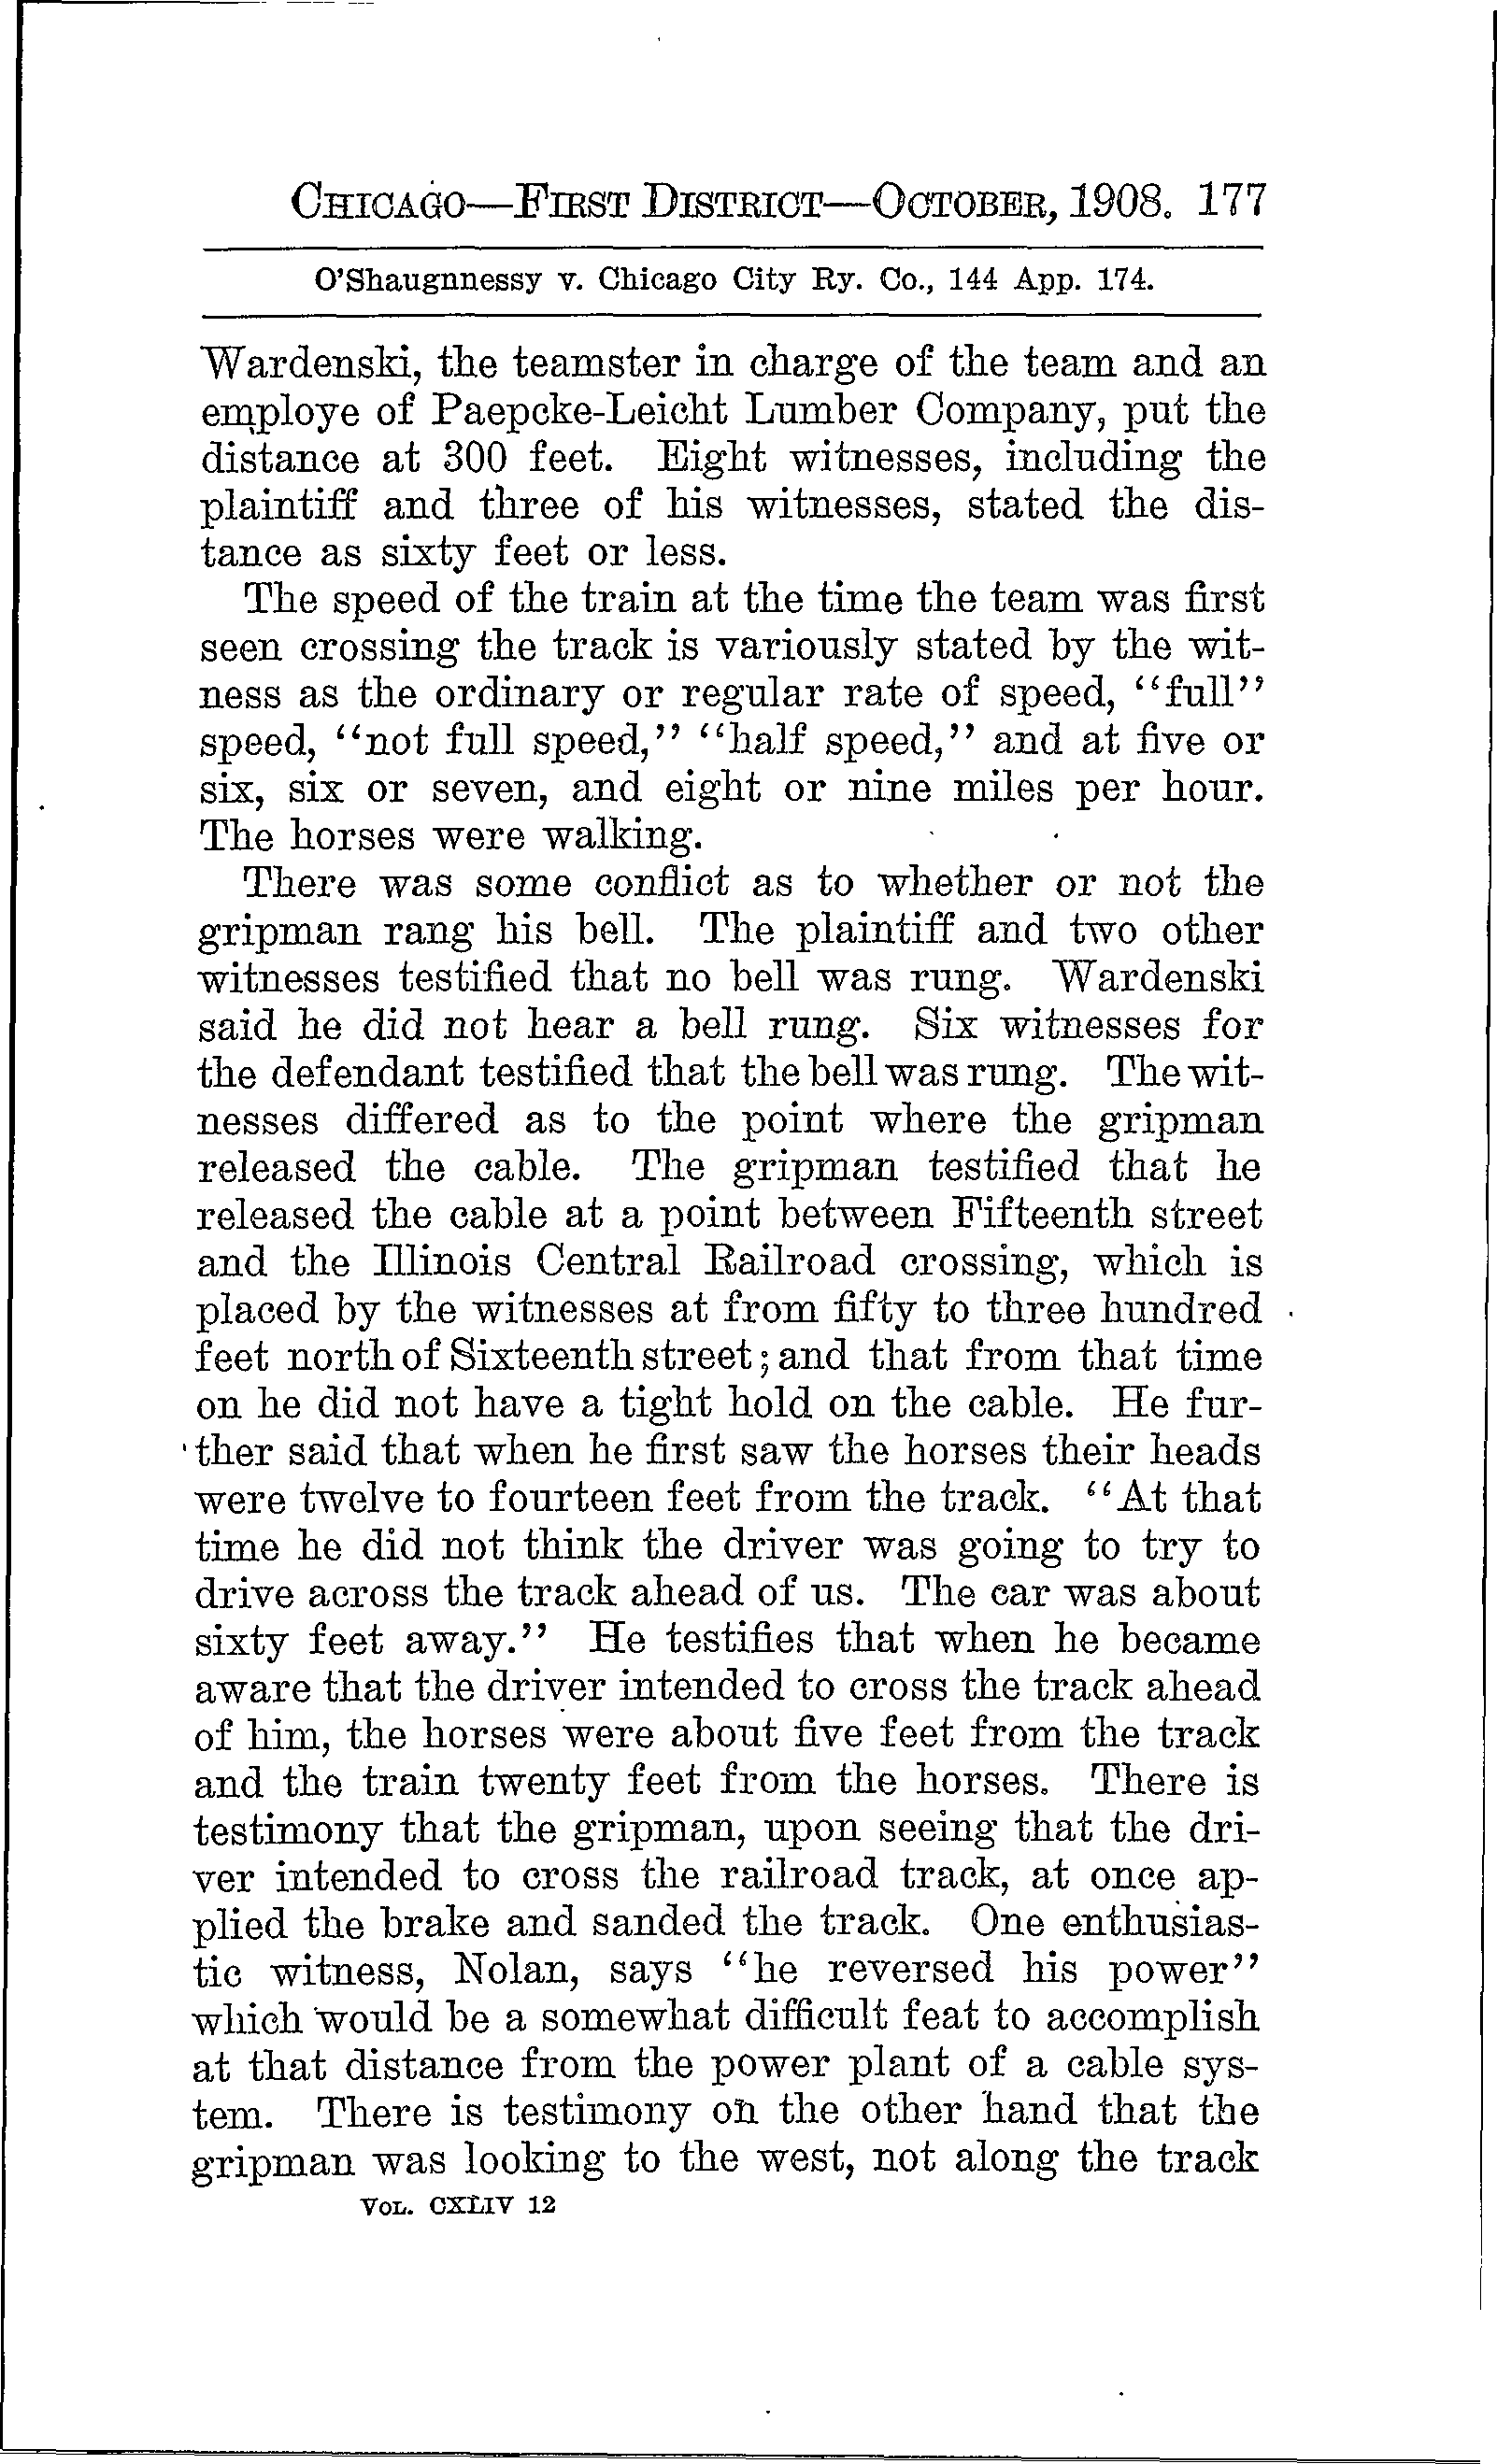 CHICAGO—FIRST DISTRICT—OCTOBER, 1908. 177
O'Shaugnnessy v. Chicago City Ry. Co., 144 App. 174.
Wardenski, the teamster in charge of the team and an
employe of Paepcke-Leicht Lumber Company, put the
distance at 300 feet. Eight witnesses, including the
plaintiff and three of his witnesses, stated the dis-
tance as sixty feet or less.
The speed of the train at the time the team was first
seen crossing the track is variously stated by the wit-
ness as the ordinary or regular rate of speed, "full"
speed, "not full speed," "half speed," and at five or
six, six or seven, and eight or nine miles per hour.
The horses were walking.
There was some conflict as to whether or not the
gripman rang his bell. The plaintiff and two other
witnesses testified that no bell was rung. Wardenski
said he did not hear a bell rung. Six witnesses for
the defendant testified that the bell was rung. The wit-
nesses differed as to the point where the gripman
released the cable. The gripman testified that he
released the cable at a point between Fifteenth street
and the Illinois Central Railroad crossing, which is
placed by the witnesses at from fifty to three hundred
feet north of Sixteenth street; and that from that time
on he did not have a tight hold on the cable. He fur-
ther said that when he first saw the horses their heads
were twelve to fourteen feet from the track. "At that
time he did not think the driver was going to try to
drive across the track ahead of us. The car was about
sixty feet away." He testifies that when he became
aware that the driver intended to cross the track ahead
of him, the horses were about five feet from the track
and the train twenty feet from the horses. There is
testimony that the gripman, upon seeing that the dri-
ver intended to cross the railroad track, at once ap-
plied the brake and sanded the track. One enthusias-
tic witness, Nolan, says "he reversed his power"
which would be a somewhat difficult feat to accomplish
at that distance from the power plant of a cable sys-
tem. There is testimony on the other hand that the
gripman was looking to the west, not along the track
VOL. CXLIV 12